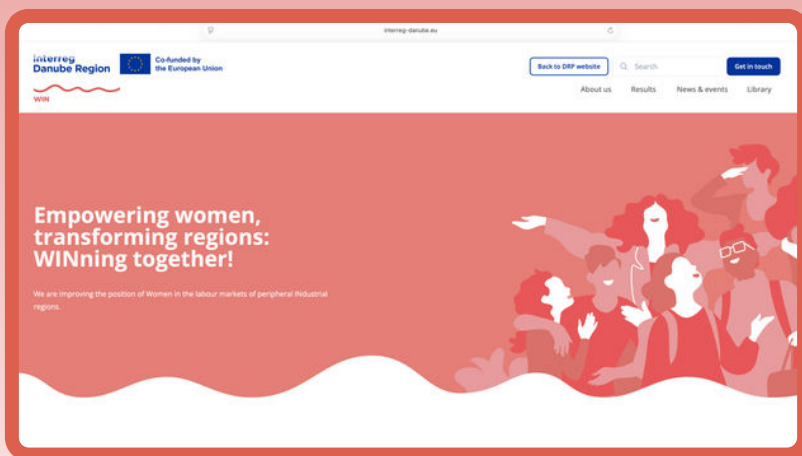 interreg-danube.eu
Interreg
Danube Region
Co-funded by
the European Union
WIN
Back to DRP website
Search
Get in touch
About us
Results
News & events
Library
Empowering women,
transforming regions:
WINning together!
We are improving the position of Women in the labour markets of peripheral INdustrial
regions.